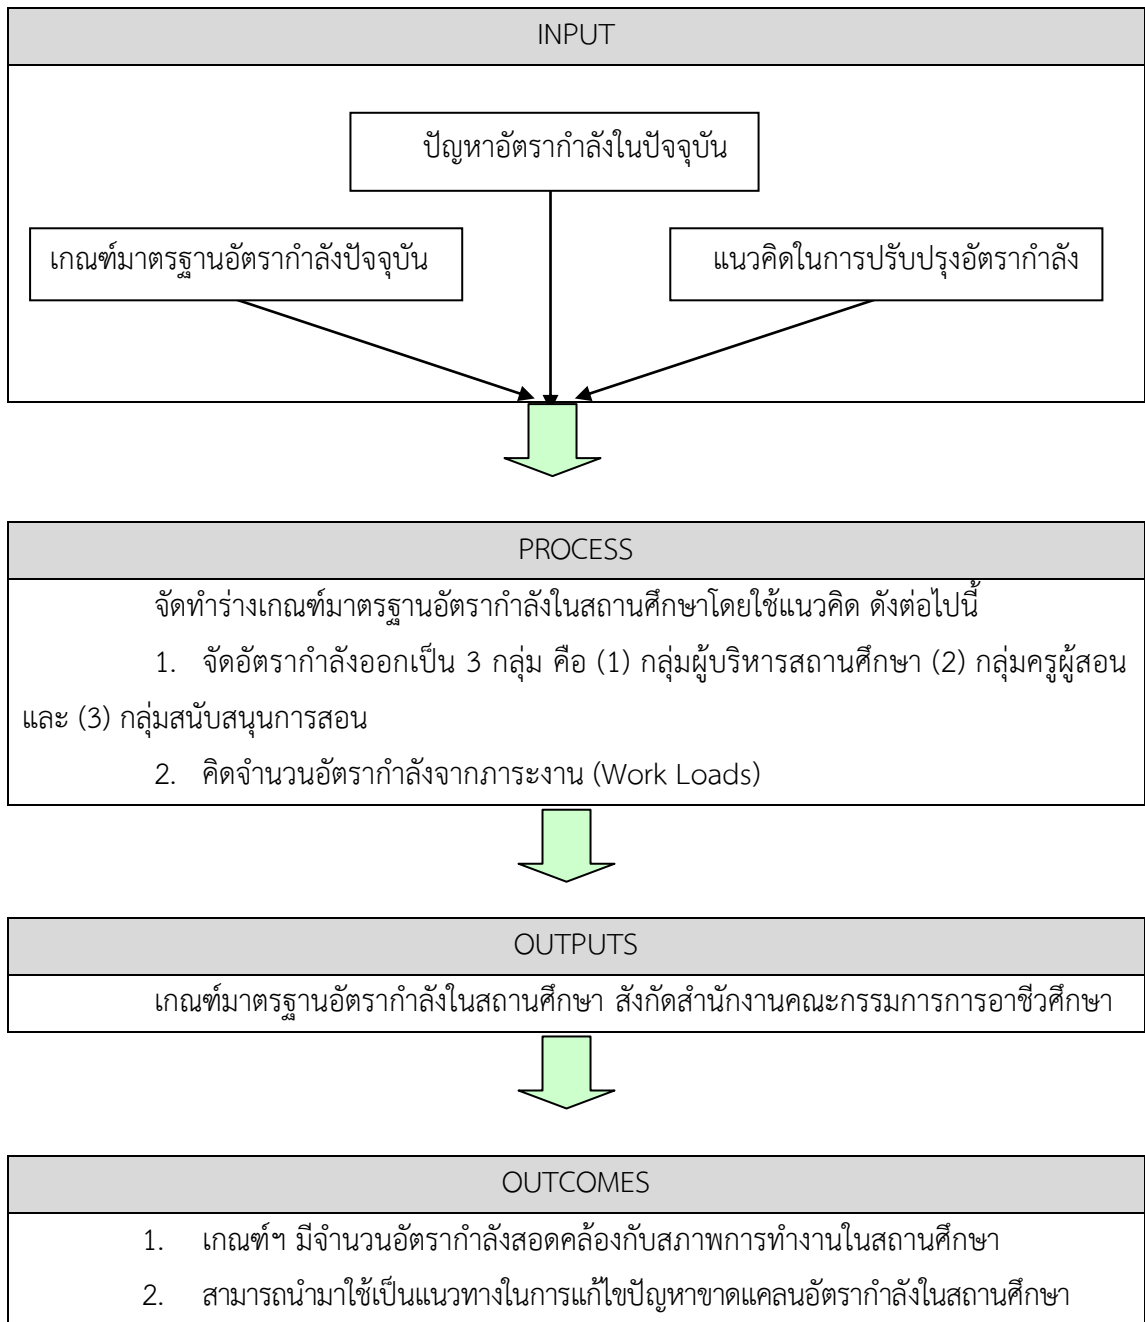 INPUT
ปัญหาอัตรากำลังในปัจจุบัน
เกณฑ์มาตรฐานอัตรากำลังปัจจุบัน
แนวคิดในการปรับปรุงอัตรากำลัง
PROCESS
จัดทำร่างเกณฑ์มาตรฐานอัตรากำลังในสถานศึกษาโดยใช้แนวคิด ดังต่อไปนี้
1. จัดอัตรากำลังออกเป็น 3 กลุ่ม คือ (1) กลุ่มผู้บริหารสถานศึกษา (2) กลุ่มครูผู้สอน
และ (3) กลุ่มสนับสนุนการสอน
2. คิดจำนวนอัตรากำลังจากภาระงาน (Work Loads)
OUTPUTS
เกณฑ์มาตรฐานอัตรากำลังในสถานศึกษา สังกัดสำนักงานคณะกรรมการการอาชีวศึกษา
OUTCOMES
1. เกณฑ์ฯ มีจำนวนอัตรากำลังสอดคล้องกับสภาพการทำงานในสถานศึกษา
2. สามารถนำมาใช้เป็นแนวทางในการแก้ไขปัญหาขาดแคลนอัตรากำลังในสถานศึกษา